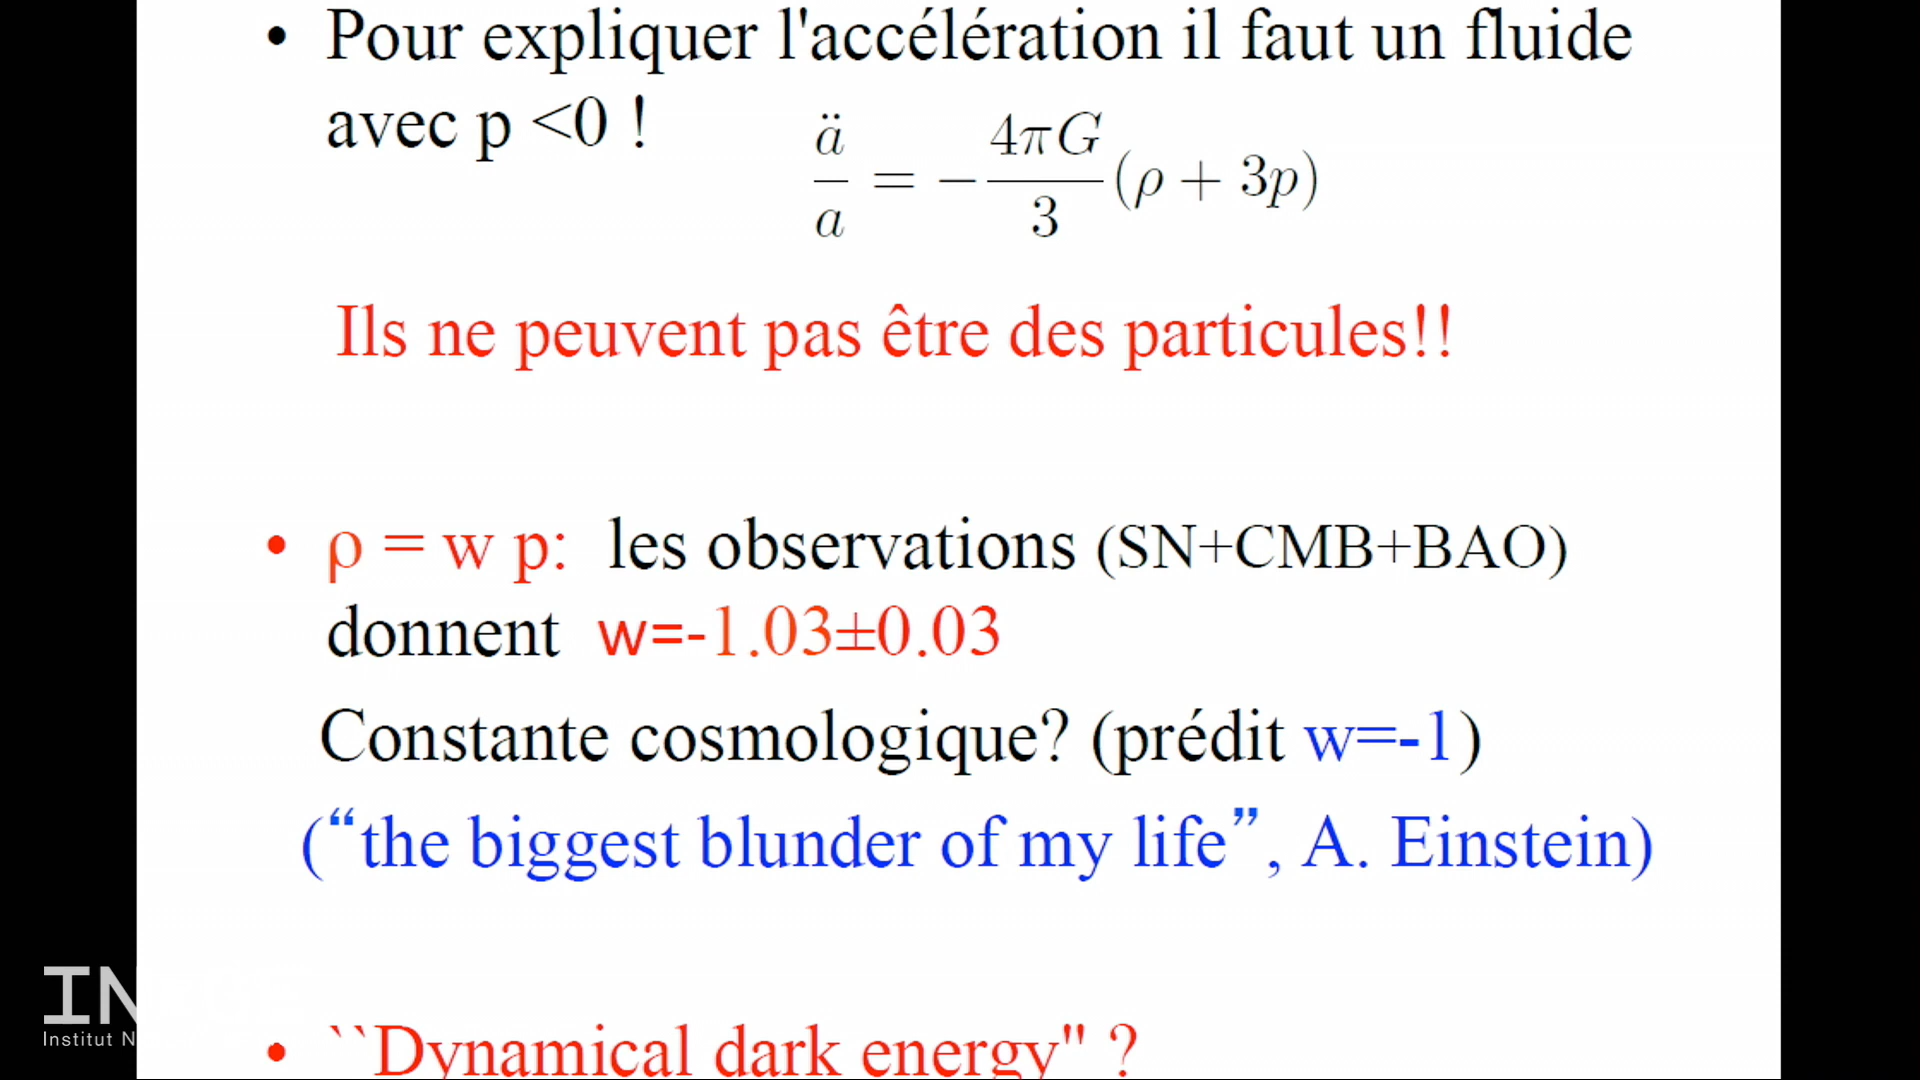 • Pour expliquer l'accélération il faut un fluide
avec p <0 !
ä/a = −4πG/3 (ρ + 3p)
Ils ne peuvent pas être des particules!!
• ρ = w p: les observations (SN+CMB+BAO)
donnent w=-1.03±0.03
Constante cosmologique? (prédit w=-1)
(“the biggest blunder of my life”, A. Einstein)
• ``Dynamical dark energy" ?
Institut